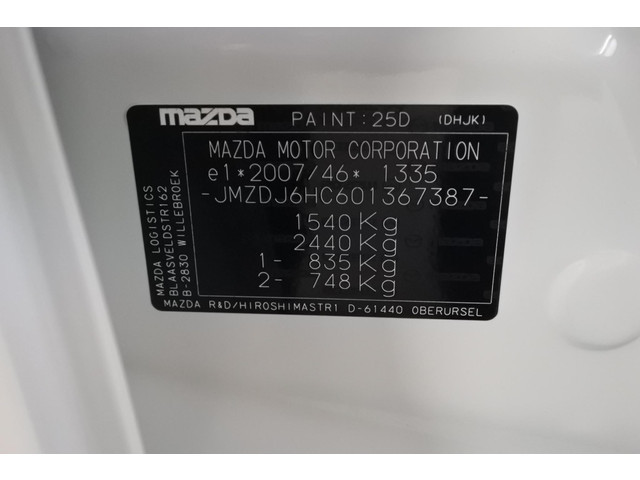 mazda PAINT:25D (DHJK)
MAZDA MOTOR CORPORATION
e1*2007/46* 1335
-JMZDJ6HC601367387-
1540Kg
2440Kg
1- 835Kg
2- 748Kg
MAZDA LOGISTICS
BLAASVELDSTR162
B-2830 WILLEBROEK
MAZDA R&D/HIROSHIMASTR1 D-61440 OBERURSEL